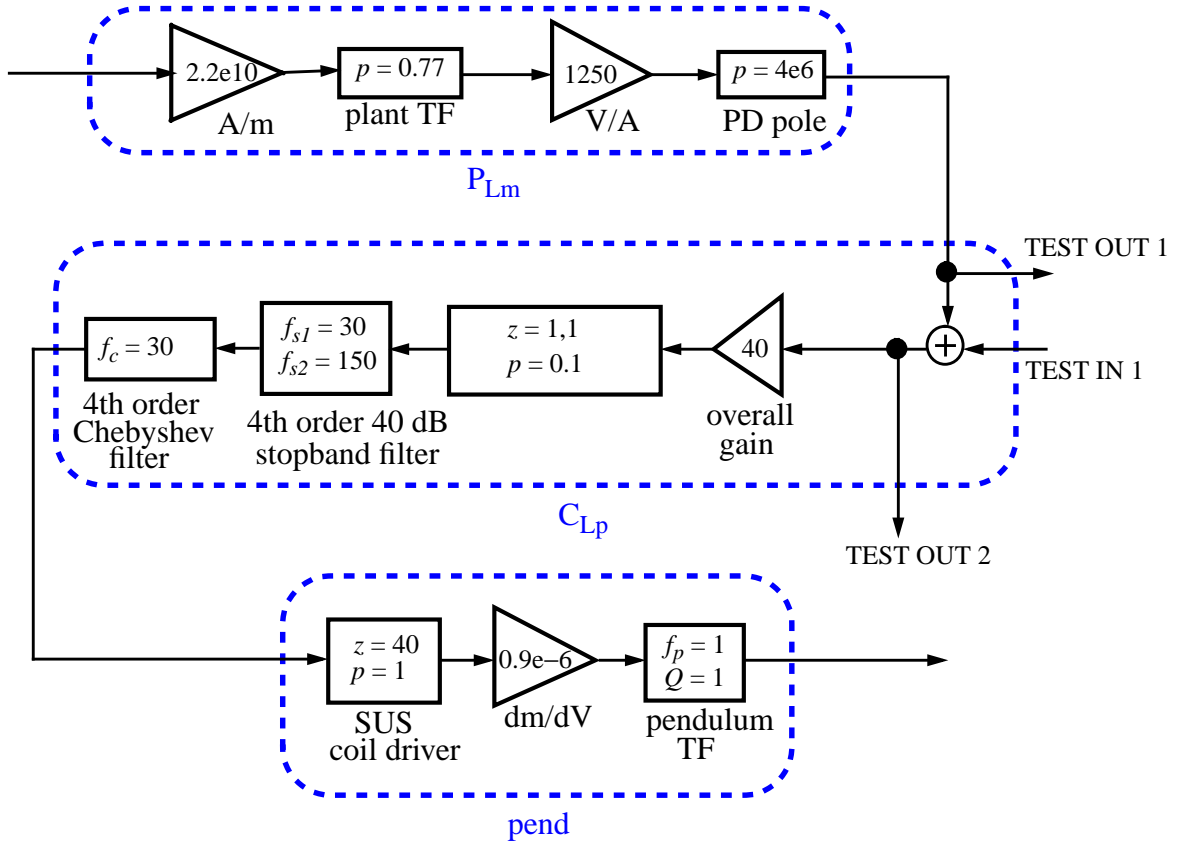 2.2e10
A/m
p = 0.77
plant TF
1250
V/A
p = 4e6
PD pole
P_Lm
TEST OUT 1
+
TEST IN 1
TEST OUT 2
40
overall
gain
z = 1,1
p = 0.1
f_s1 = 30
f_s2 = 150
4th order 40 dB
stopband filter
f_c = 30
4th order
Chebyshev
filter
C_Lp
z = 40
p = 1
SUS
coil driver
0.9e−6
dm/dV
f_p = 1
Q = 1
pendulum
TF
pend